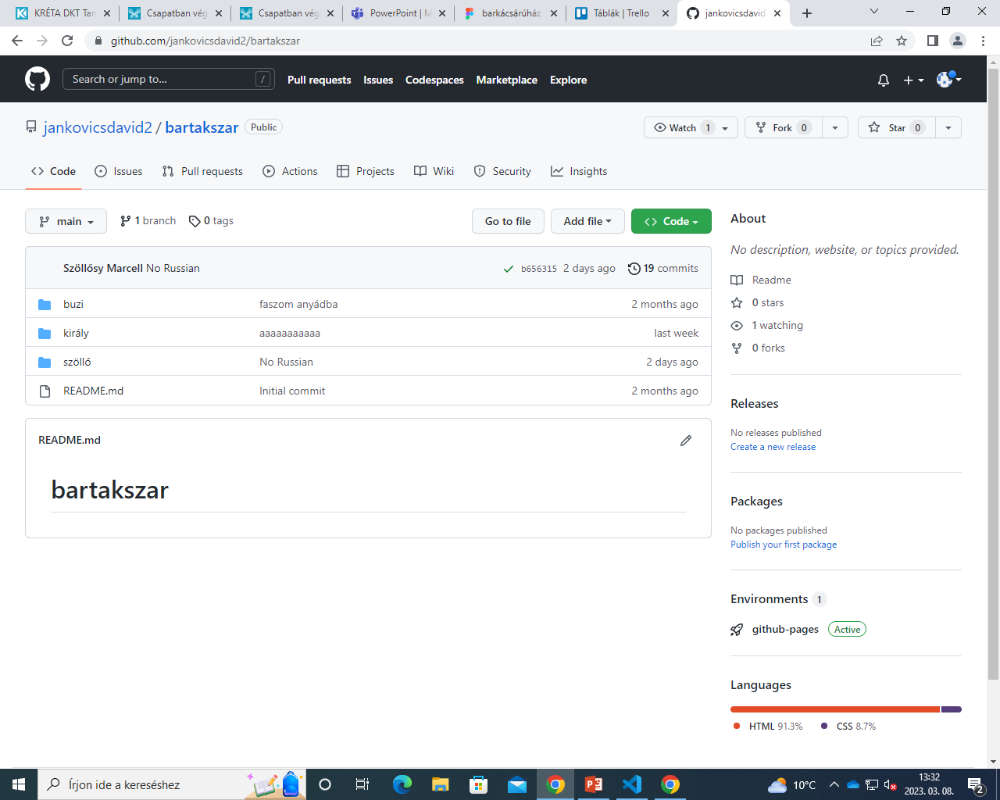 KRÉTA DKT Tan
Csapatban vég
Csapatban vég
PowerPoint | M
barkácsárúház
Táblák | Trello
jankovicsdavid
github.com/jankovicsdavid2/bartakszar
Search or jump to... /
Pull requests Issues Codespaces Marketplace Explore
jankovicsdavid2 / bartakszar Public
Watch 1 Fork 0 Star 0
Code Issues Pull requests Actions Projects Wiki Security Insights
main 1 branch 0 tags Go to file Add file Code
Szöllősy Marcell No Russian b656315 2 days ago 19 commits
buzi faszom anyádba 2 months ago
király aaaaaaaaaaa last week
szöllő No Russian 2 days ago
README.md Initial commit 2 months ago
README.md
bartakszar
About
No description, website, or topics provided.
Readme
0 stars
1 watching
0 forks
Releases
No releases published
Create a new release
Packages
No packages published
Publish your first package
Environments 1
github-pages Active
Languages
HTML 91.3% CSS 8.7%
Írjon ide a kereséshez
10°C
13:32
2023. 03. 08.
2